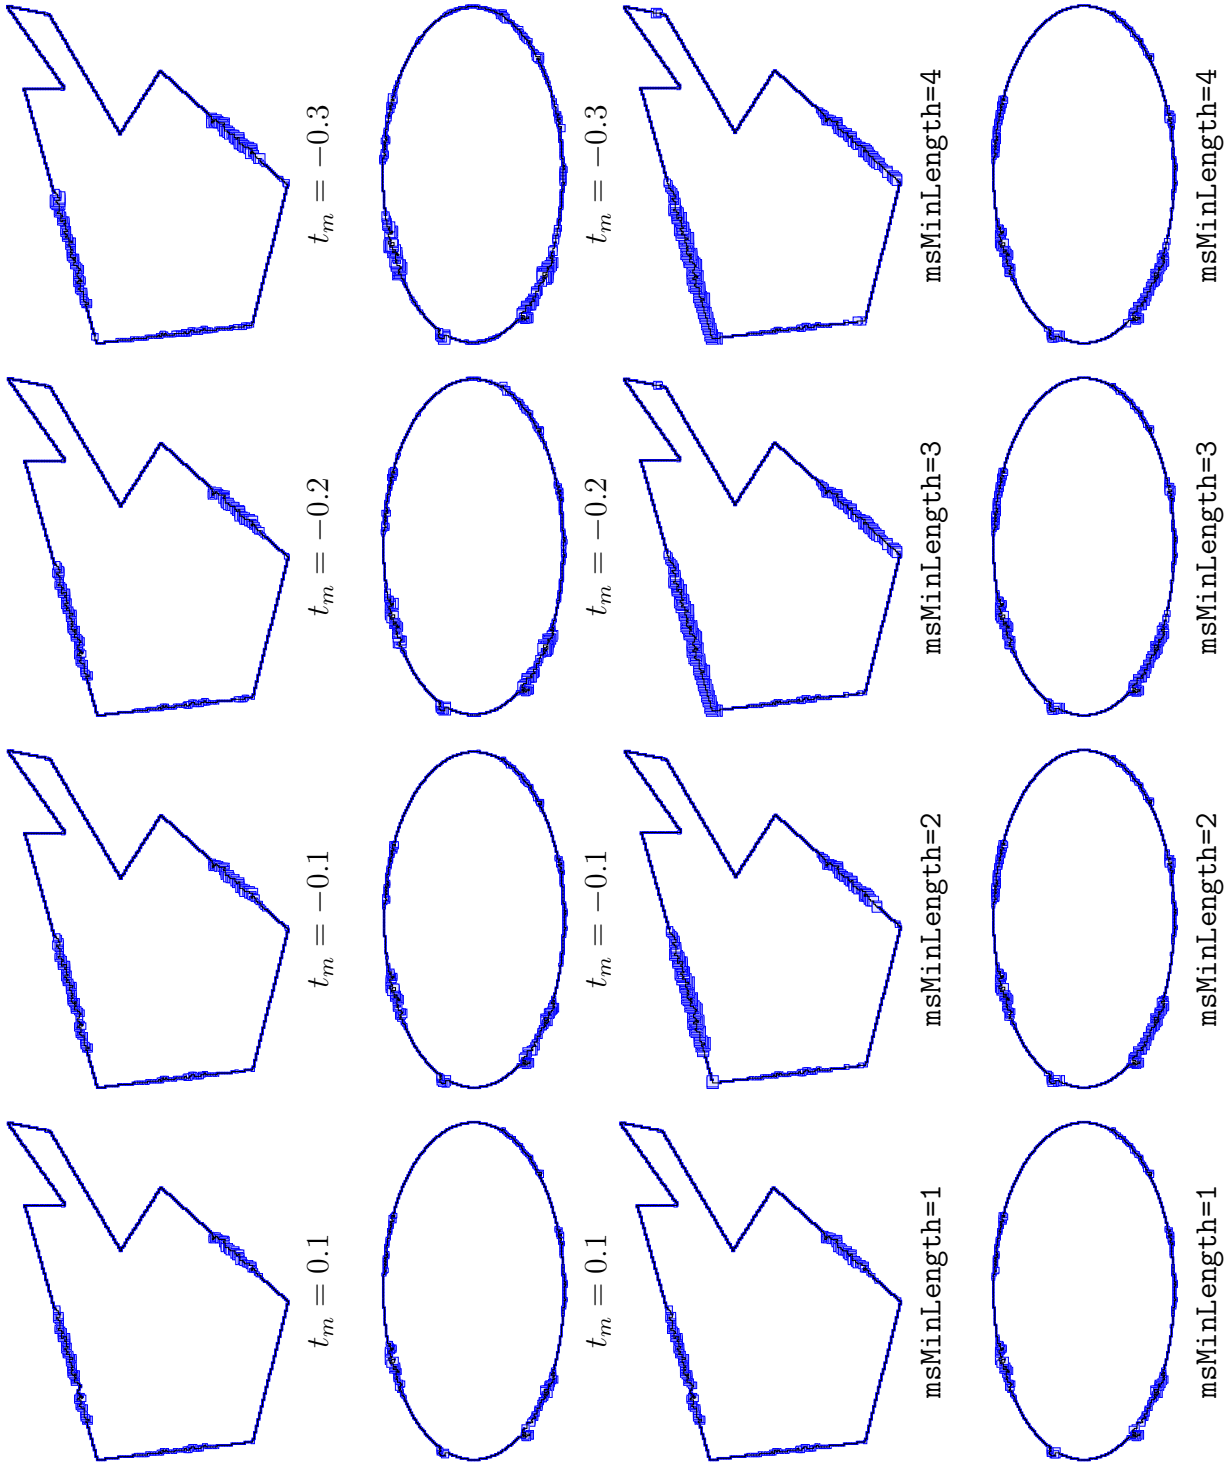 $t_m = 0.1$
$t_m = -0.1$
$t_m = -0.2$
$t_m = -0.3$
$t_m = 0.1$
$t_m = -0.1$
$t_m = -0.2$
$t_m = -0.3$
msMinLength=1
msMinLength=2
msMinLength=3
msMinLength=4
msMinLength=1
msMinLength=2
msMinLength=3
msMinLength=4